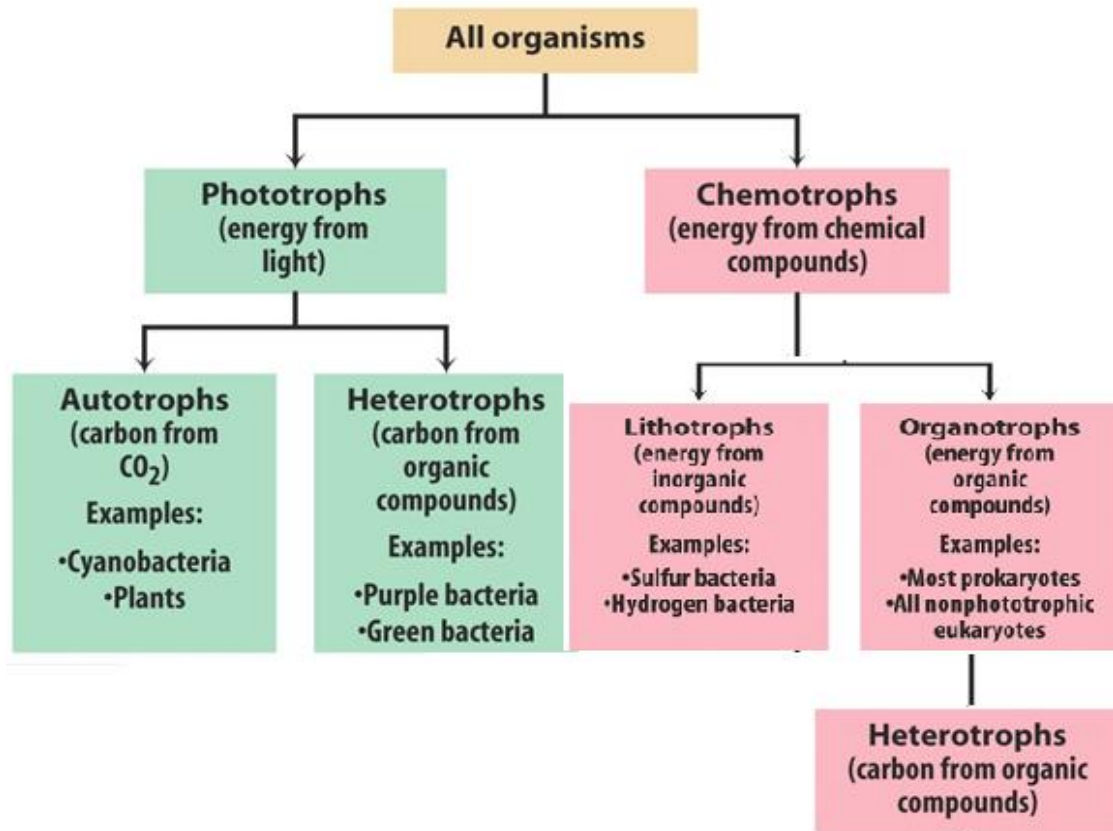 All organisms
Phototrophs
(energy from
light)
Chemotrophs
(energy from chemical
compounds)
Autotrophs
(carbon from
CO₂)
Examples:
•Cyanobacteria
•Plants
Heterotrophs
(carbon from
organic
compounds)
Examples:
•Purple bacteria
•Green bacteria
Lithotrophs
(energy from
inorganic
compounds)
Examples:
•Sulfur bacteria
•Hydrogen bacteria
Organotrophs
(energy from
organic
compounds)
Examples:
•Most prokaryotes
•All nonphototrophic
eukaryotes
Heterotrophs
(carbon from organic
compounds)